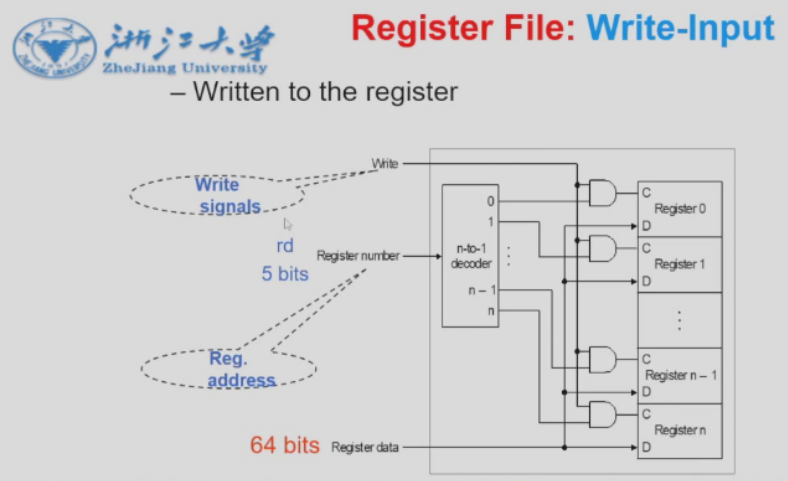 浙江大学
ZheJiang University
Register File: Write-Input
– Written to the register
Write
signals
rd
5 bits
Reg.
address
64 bits
Write
Register number
Register data
n-to-1
decoder
0
1
⋮
n – 1
n
C
Register 0
D
C
Register 1
D
⋮
C
Register n – 1
D
C
Register n
D